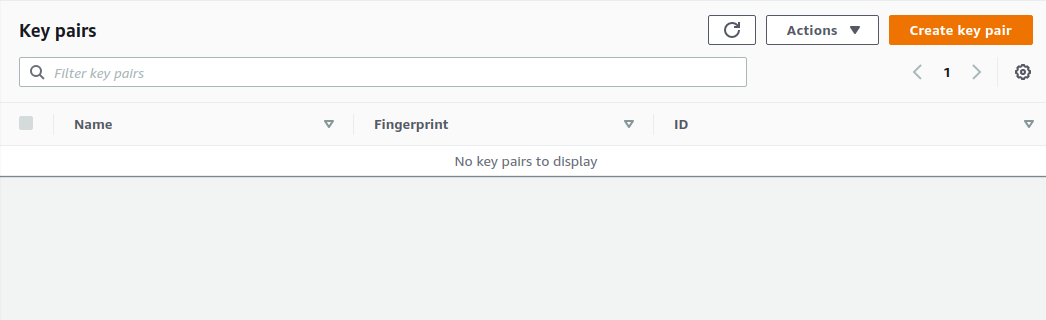 Key pairs
Actions
Create key pair
Filter key pairs
1
Name
Fingerprint
ID
No key pairs to display